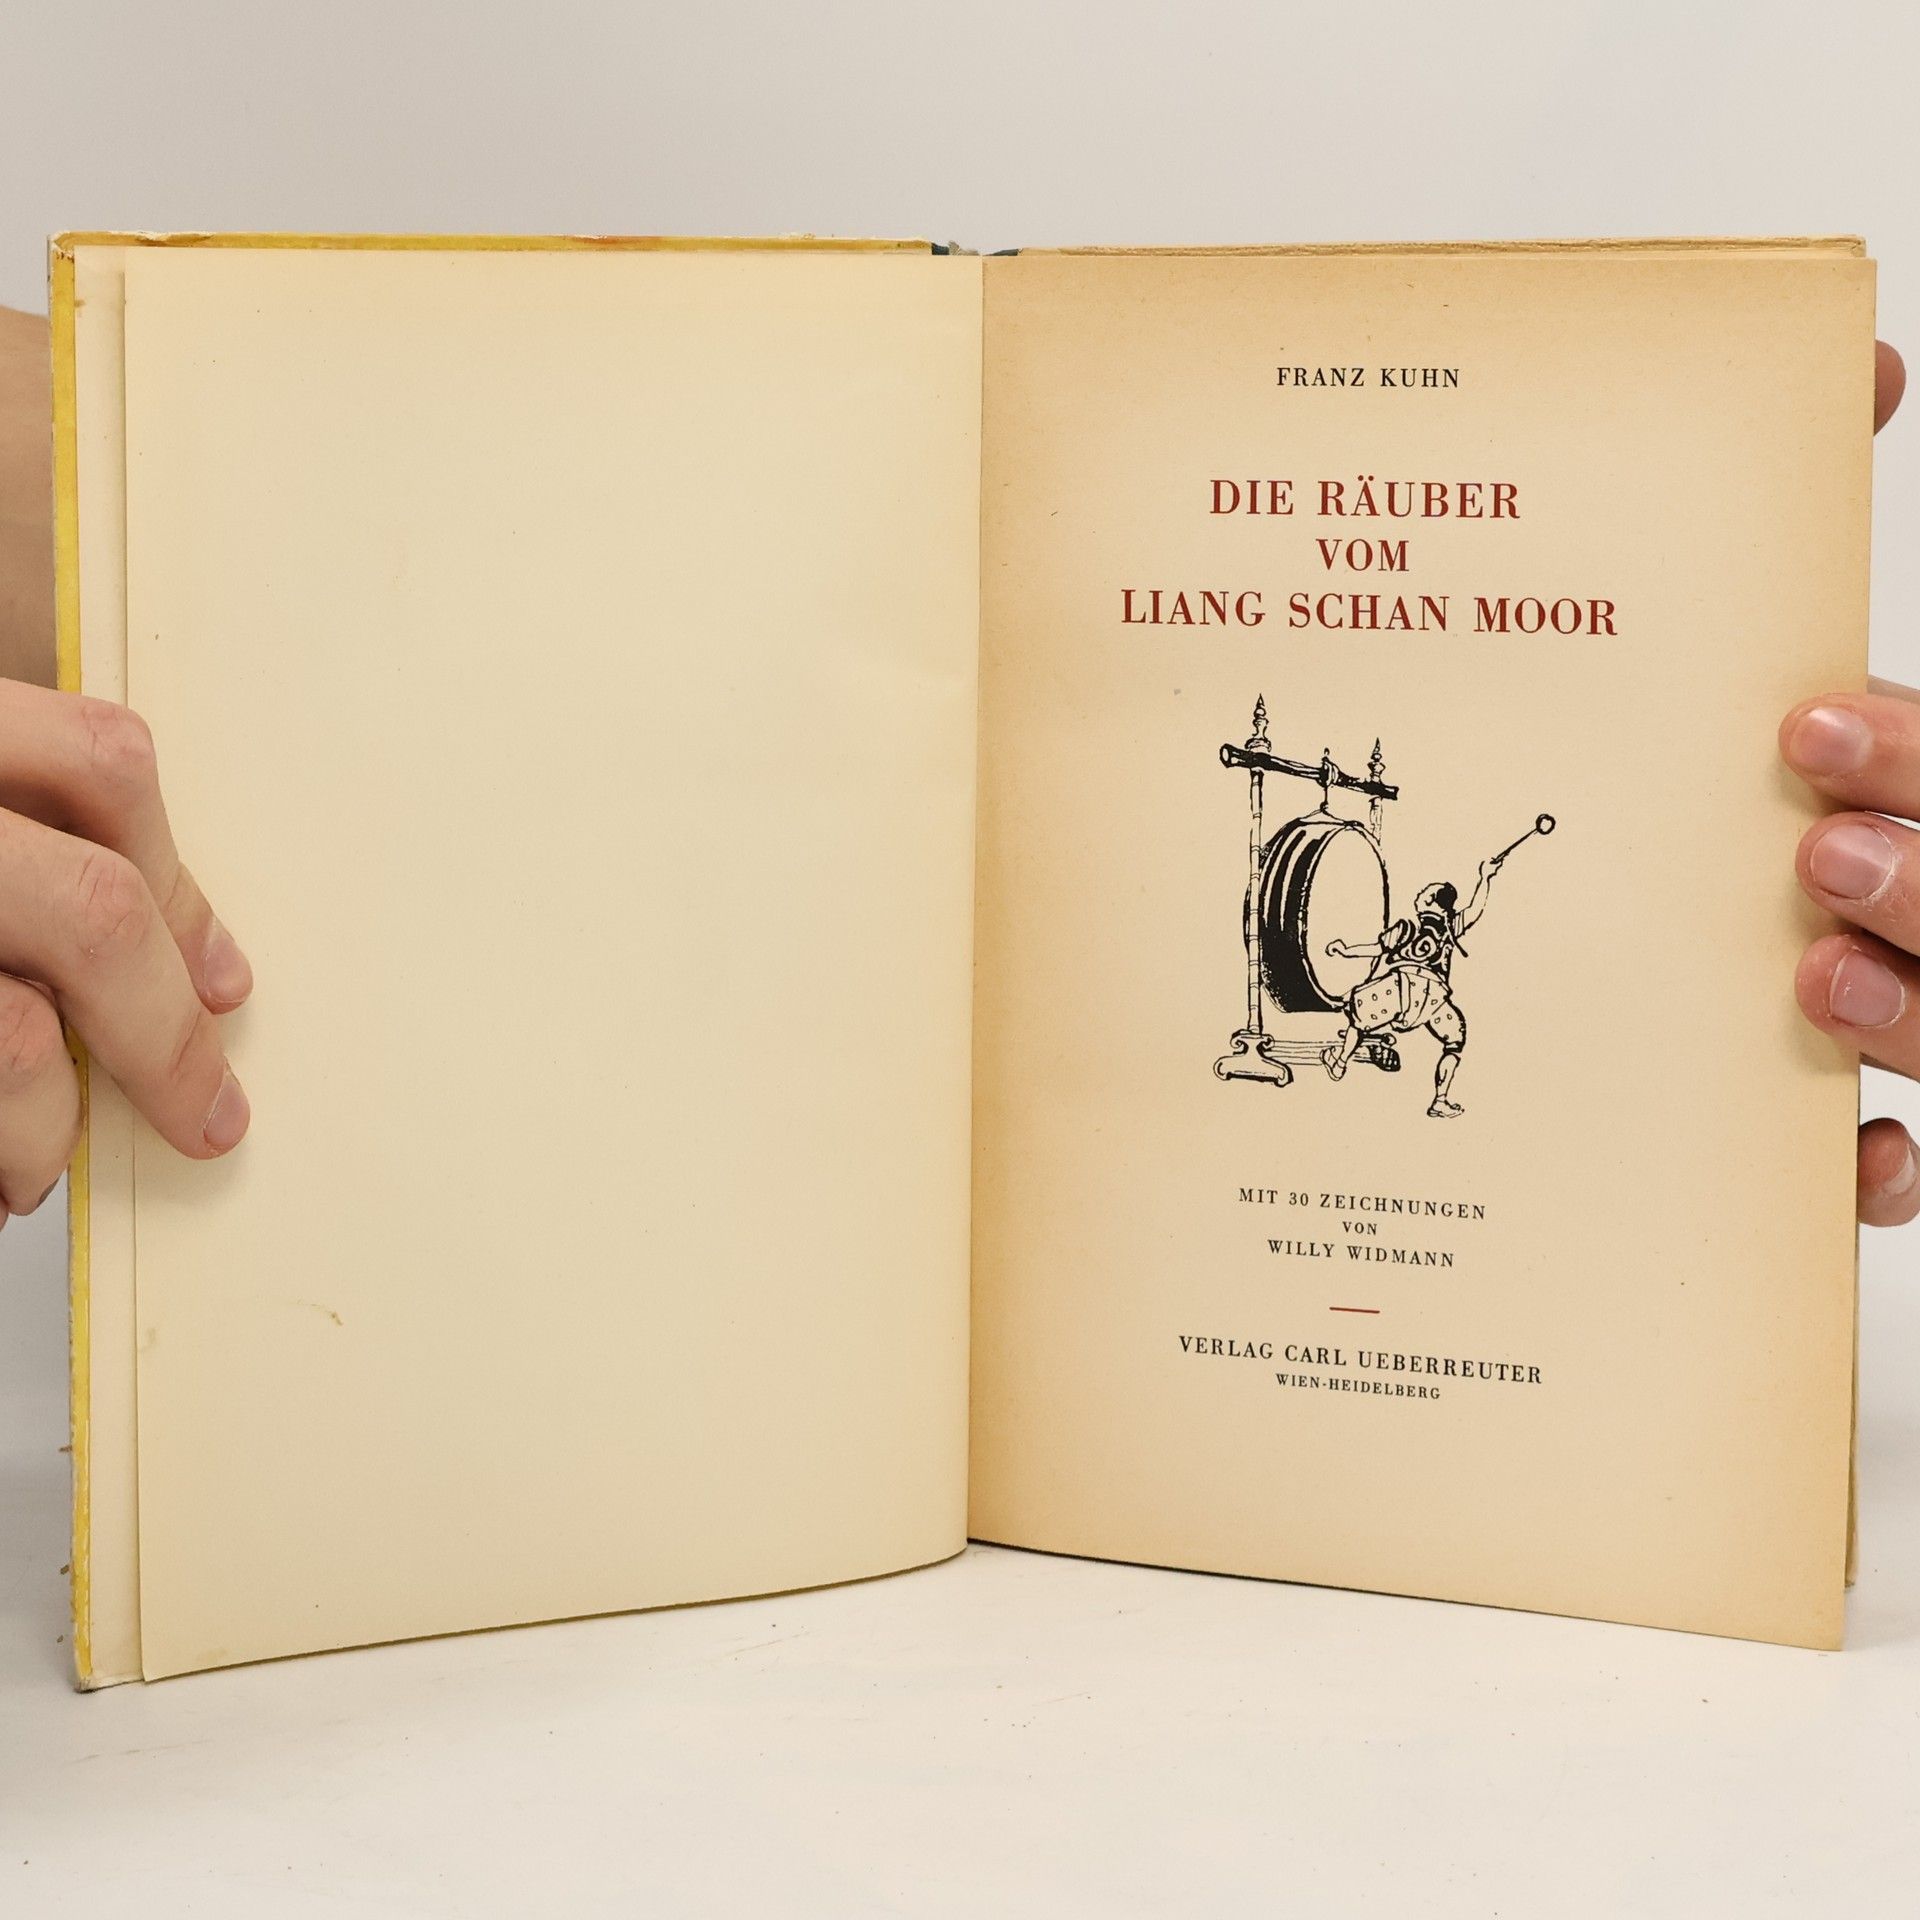 FRANZ KUHN
DIE RÄUBER
VOM
LIANG SCHAN MOOR
MIT 30 ZEICHNUNGEN
VON
WILLY WIDMANN
VERLAG CARL UEBERREUTER
WIEN-HEIDELBERG